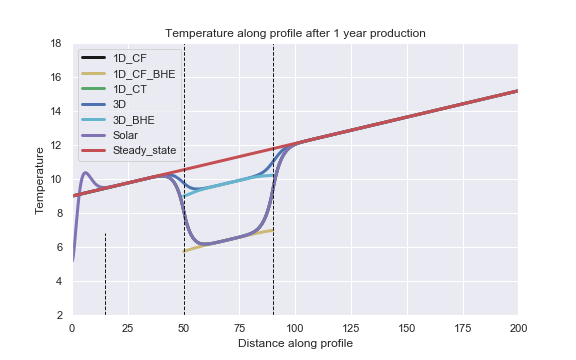 Temperature along profile after 1 year production
18
16
14
12
10
8
6
4
2
Temperature
1D_CF
1D_CF_BHE
1D_CT
3D
3D_BHE
Solar
Steady_state
0 25 50 75 100 125 150 175 200
Distance along profile